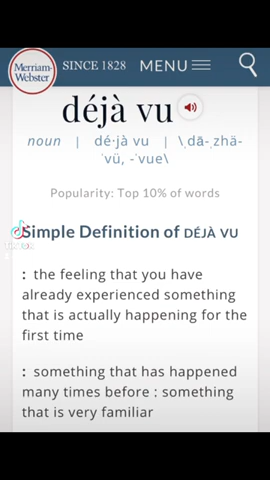 Merriam-
Webster
SINCE 1828
MENU
déjà vu
noun | dé·jà vu | \ˌdā-ˌzhä-
ˈvü, -ˈvue\
Popularity: Top 10% of words
Simple Definition of DÉJÀ VU
: the feeling that you have
already experienced something
that is actually happening for the
first time
: something that has happened
many times before : something
that is very familiar